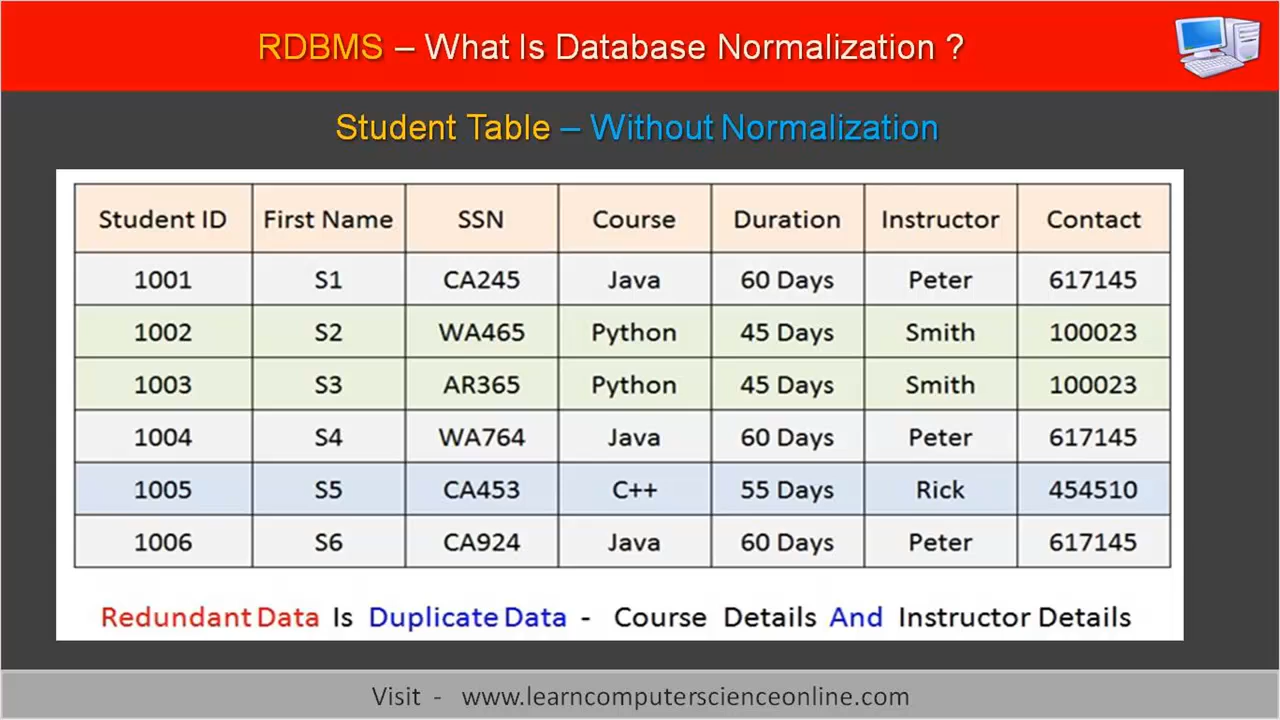 RDBMS – What Is Database Normalization ?
Student Table – Without Normalization
Student ID First Name SSN Course Duration Instructor Contact
1001 S1 CA245 Java 60 Days Peter 617145
1002 S2 WA465 Python 45 Days Smith 100023
1003 S3 AR365 Python 45 Days Smith 100023
1004 S4 WA764 Java 60 Days Peter 617145
1005 S5 CA453 C++ 55 Days Rick 454510
1006 S6 CA924 Java 60 Days Peter 617145
Redundant Data Is Duplicate Data - Course Details And Instructor Details
Visit - www.learncomputerscienceonline.com